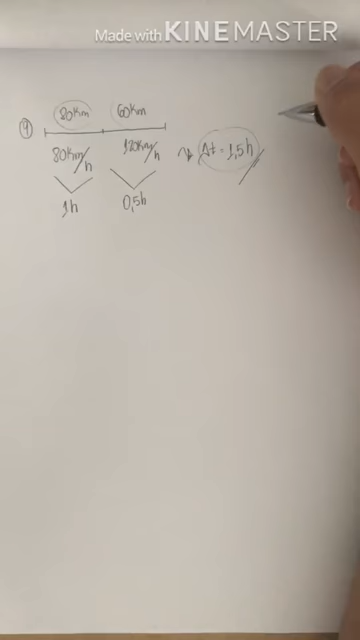 Made with KINEMASTER
80Km 60Km
4
80Km/h 120Km/h
Δt = 1,5h
1h 0,5h